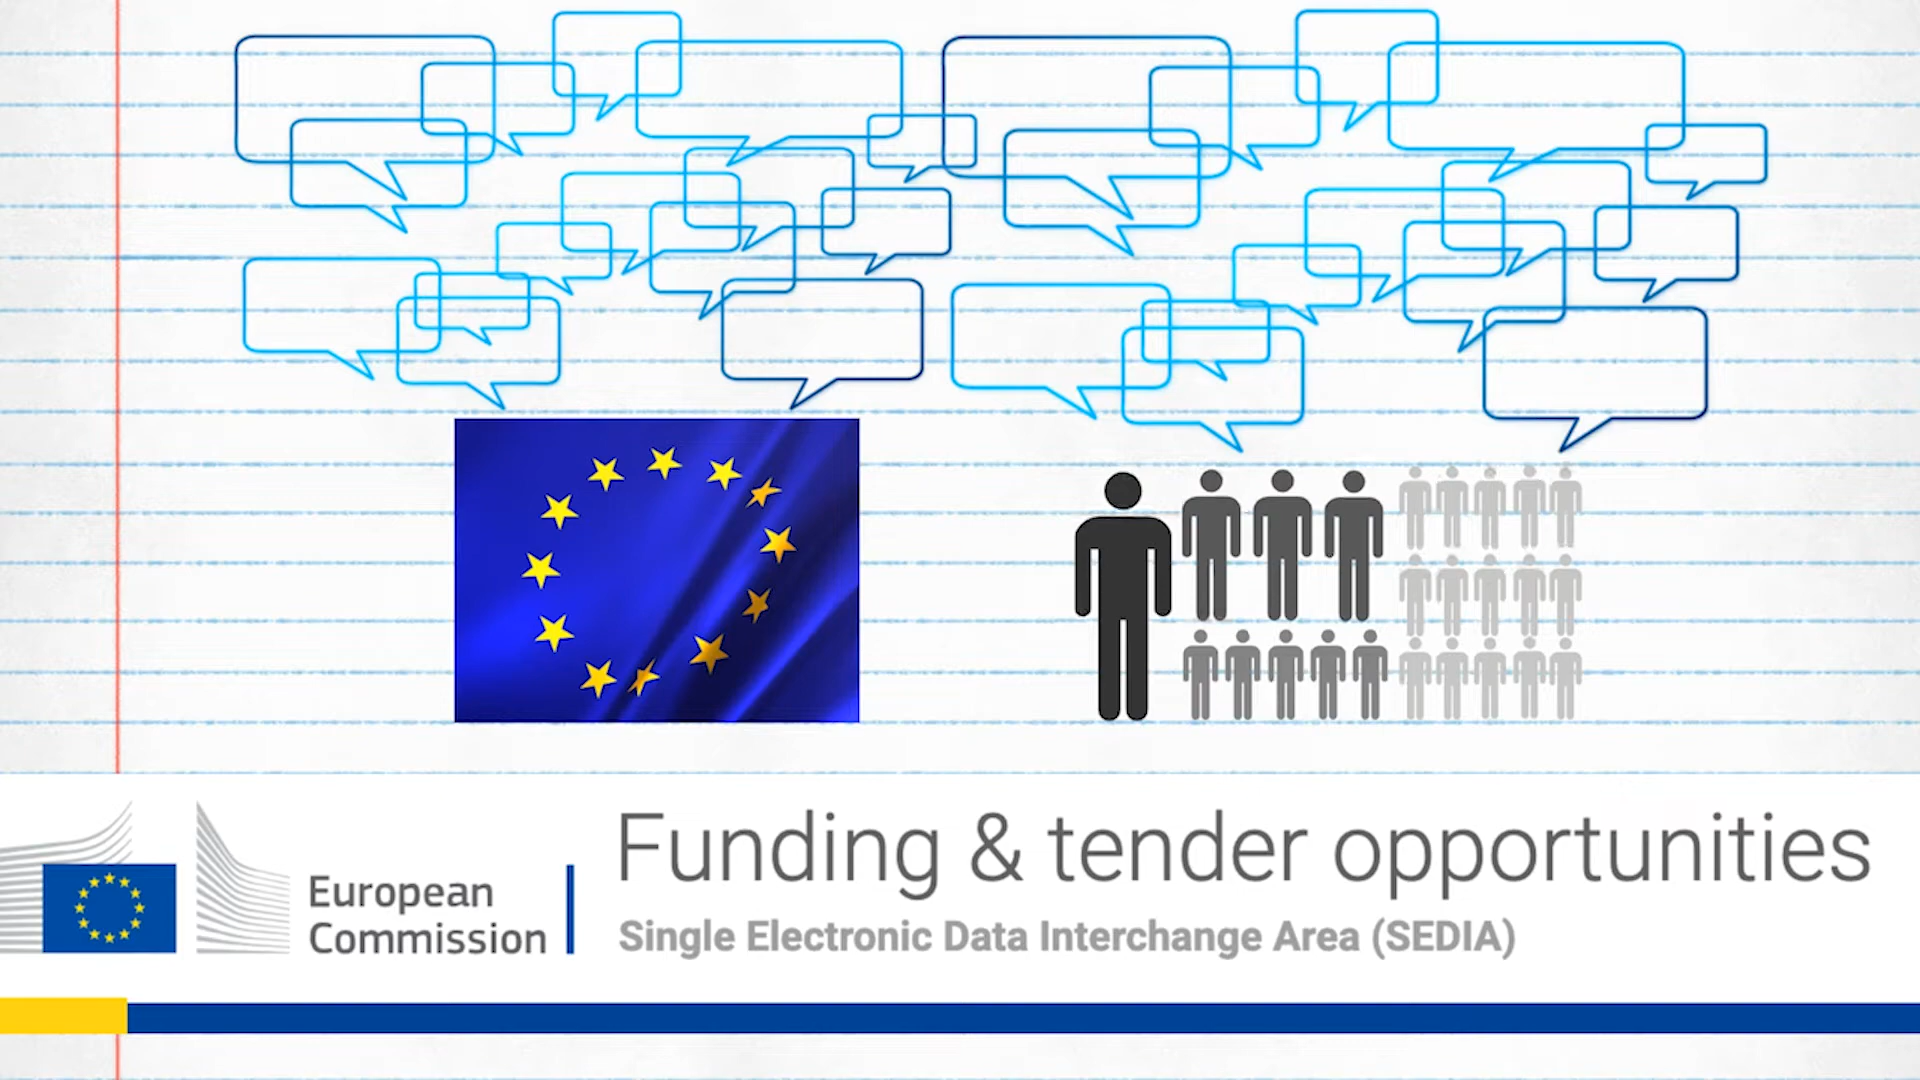 Funding & tender opportunities
Single Electronic Data Interchange Area (SEDIA)
European
Commission